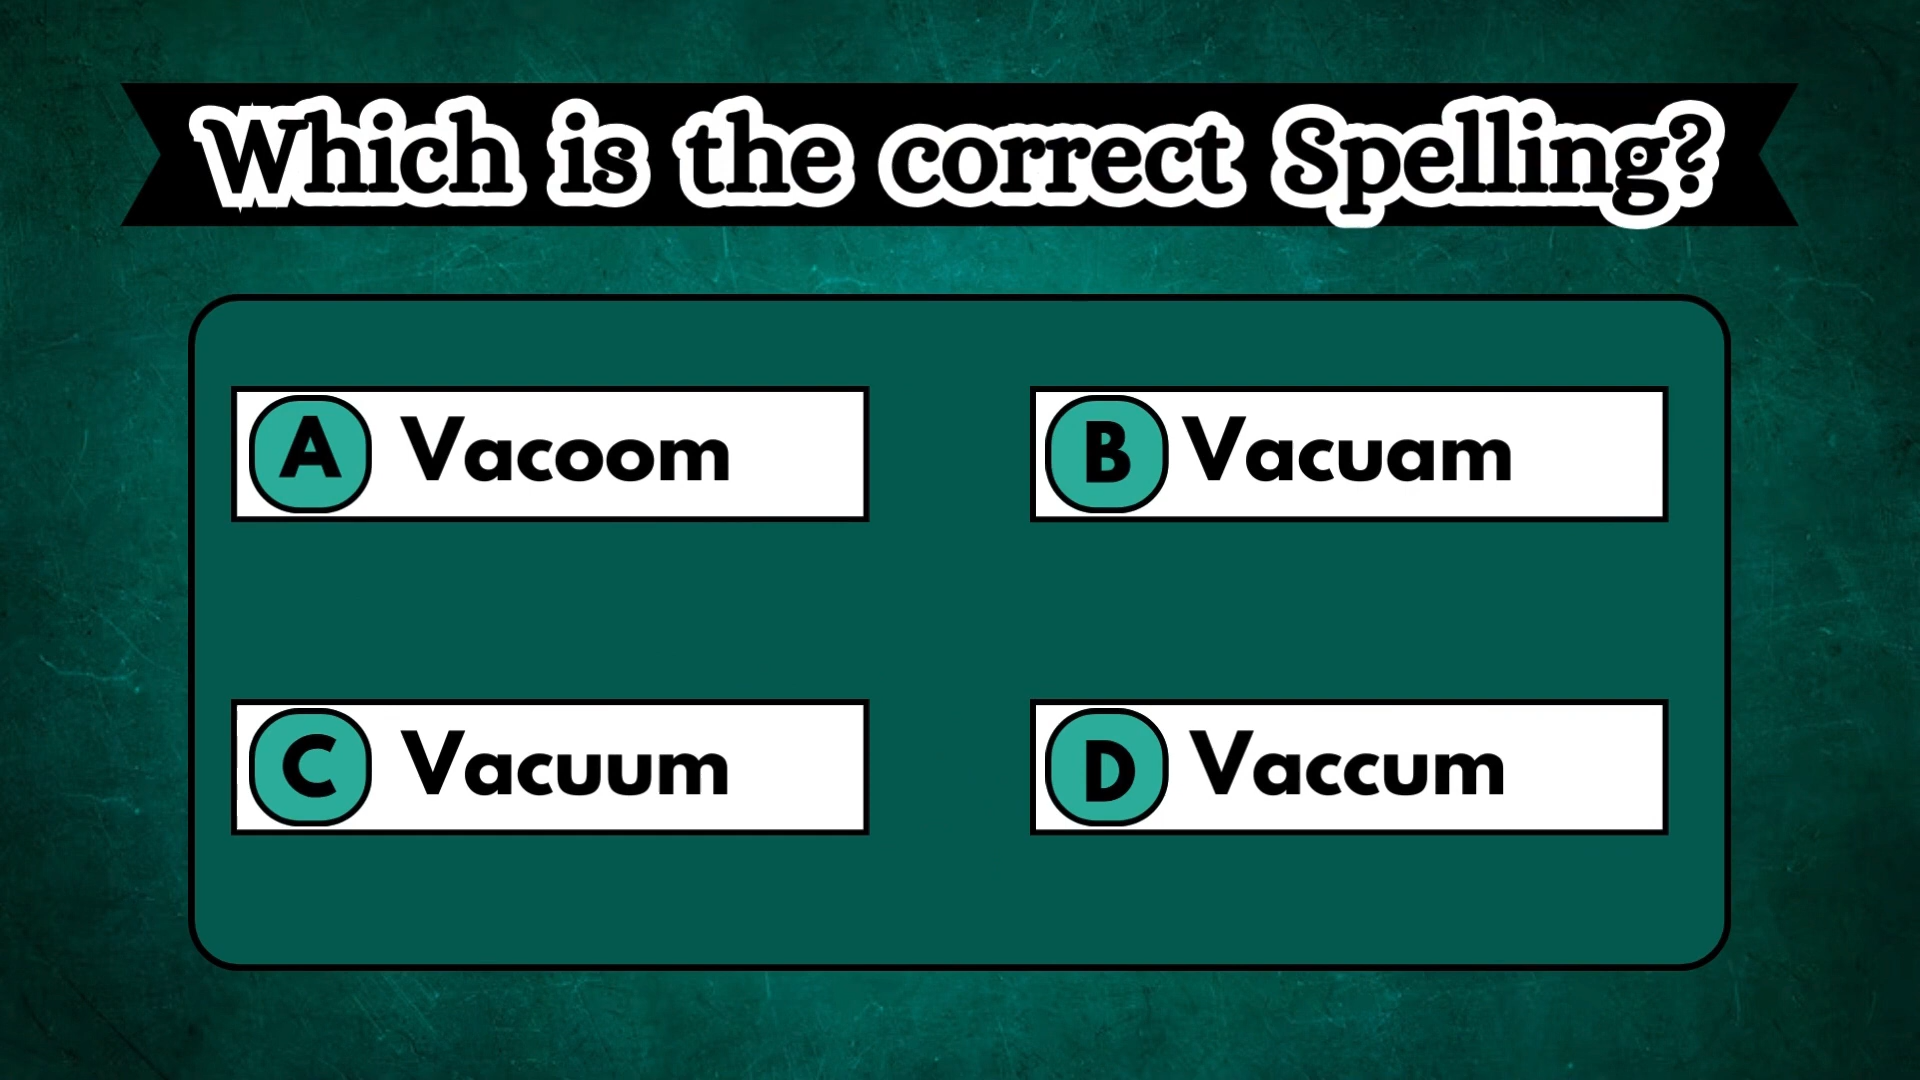 Which is the correct Spelling?
A Vacoom
B Vacuam
C Vacuum
D Vaccum